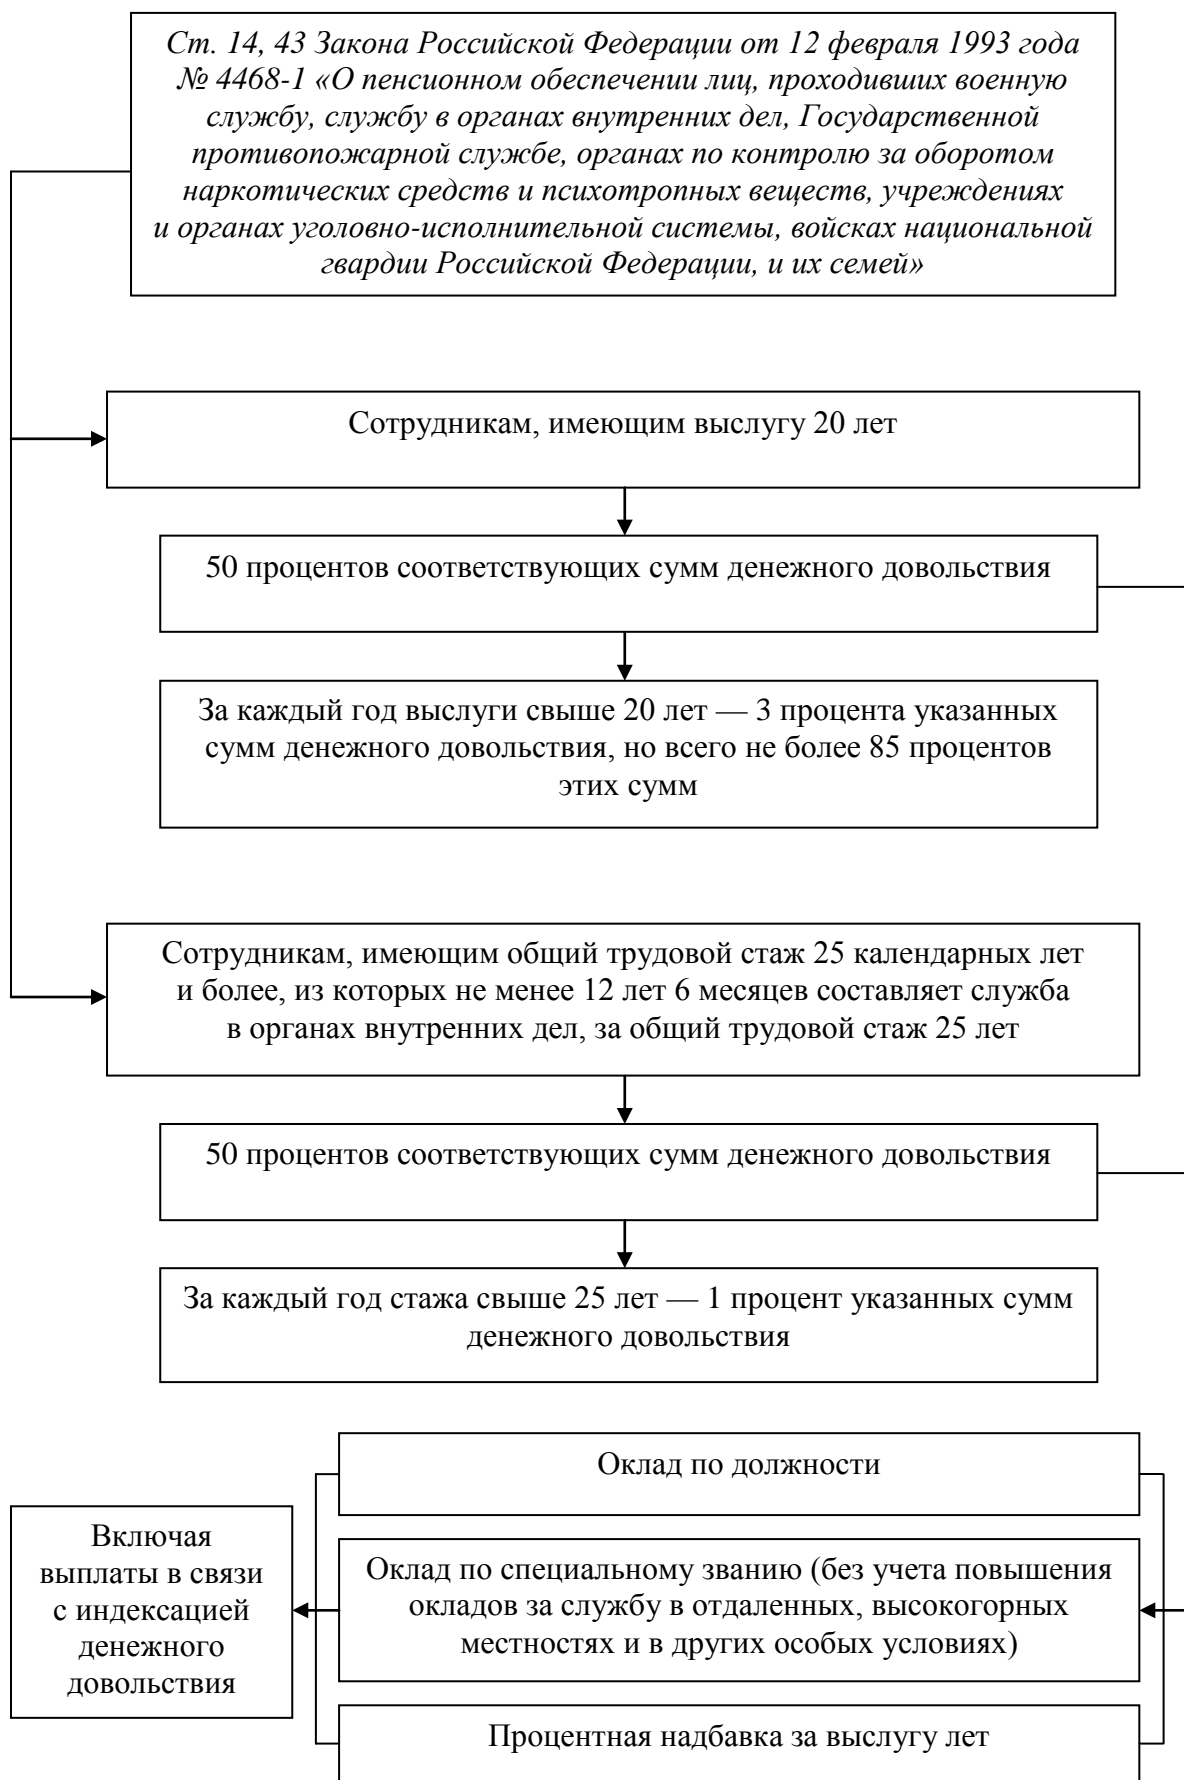 Ст. 14, 43 Закона Российской Федерации от 12 февраля 1993 года
№ 4468-1 «О пенсионном обеспечении лиц, проходивших военную
службу, службу в органах внутренних дел, Государственной
противопожарной службе, органах по контролю за оборотом
наркотических средств и психотропных веществ, учреждениях
и органах уголовно-исполнительной системы, войсках национальной
гвардии Российской Федерации, и их семей»
Сотрудникам, имеющим выслугу 20 лет
50 процентов соответствующих сумм денежного довольствия
За каждый год выслуги свыше 20 лет — 3 процента указанных
сумм денежного довольствия, но всего не более 85 процентов
этих сумм
Сотрудникам, имеющим общий трудовой стаж 25 календарных лет
и более, из которых не менее 12 лет 6 месяцев составляет служба
в органах внутренних дел, за общий трудовой стаж 25 лет
50 процентов соответствующих сумм денежного довольствия
За каждый год стажа свыше 25 лет — 1 процент указанных сумм
денежного довольствия
Оклад по должности
Оклад по специальному званию (без учета повышения
окладов за службу в отдаленных, высокогорных
местностях и в других особых условиях)
Процентная надбавка за выслугу лет
Включая
выплаты в связи
с индексацией
денежного
довольствия